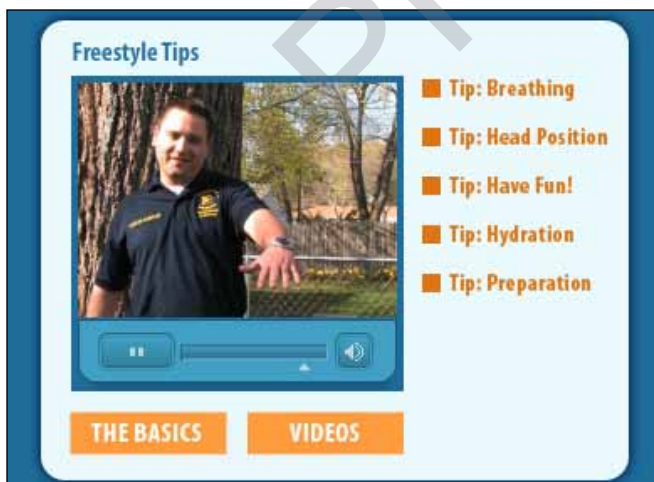 Freestyle Tips
Tip: Breathing
Tip: Head Position
Tip: Have Fun!
Tip: Hydration
Tip: Preparation
THE BASICS
VIDEOS